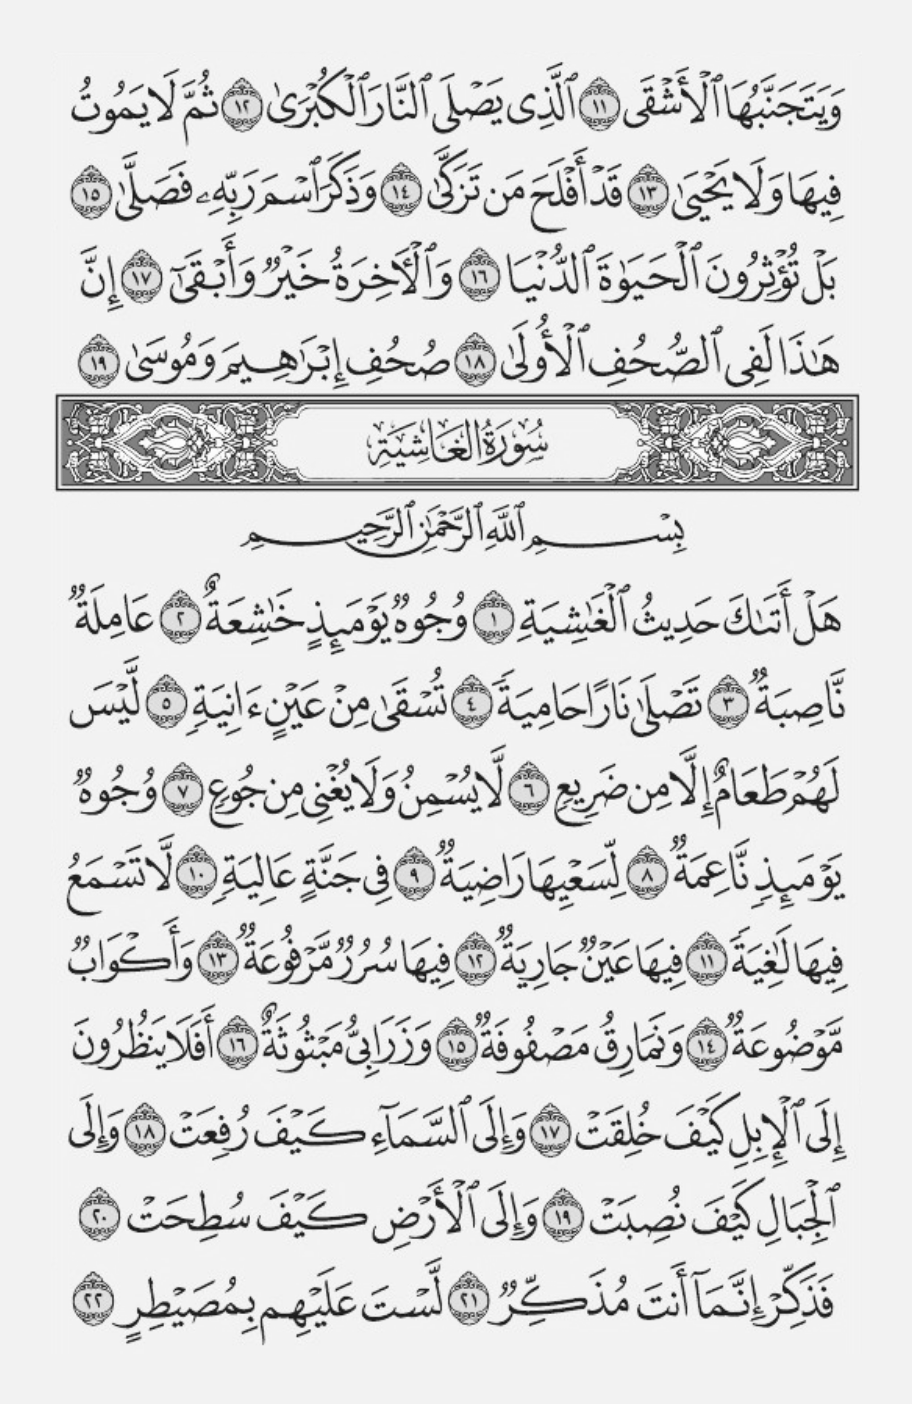 وَيَتَجَنَّبُهَا ٱلْأَشْقَى ١١ ٱلَّذِى يَصْلَى ٱلنَّارَ ٱلْكُبْرَىٰ ١٢ ثُمَّ لَا يَمُوتُ
فِيهَا وَلَا يَحْيَىٰ ١٣ قَدْ أَفْلَحَ مَن تَزَكَّىٰ ١٤ وَذَكَرَ ٱسْمَ رَبِّهِۦ فَصَلَّىٰ ١٥
بَلْ تُؤْثِرُونَ ٱلْحَيَوٰةَ ٱلدُّنْيَا ١٦ وَٱلْأَخِرَةُ خَيْرٌ وَأَبْقَىٰٓ ١٧ إِنَّ
هَـٰذَا لَفِى ٱلصُّحُفِ ٱلْأُولَىٰ ١٨ صُحُفِ إِبْرَٰهِيمَ وَمُوسَىٰ ١٩
سُورَةُ الغَاشِيَةِ
بِسْمِ ٱللَّهِ ٱلرَّحْمَـٰنِ ٱلرَّحِيمِ
هَلْ أَتَىٰكَ حَدِيثُ ٱلْغَـٰشِيَةِ ١ وُجُوهٌ يَوْمَئِذٍ خَـٰشِعَةٌ ٢ عَامِلَةٌ
نَّاصِبَةٌ ٣ تَصْلَىٰ نَارًا حَامِيَةً ٤ تُسْقَىٰ مِنْ عَيْنٍ ءَانِيَةٍ ٥ لَّيْسَ
لَهُمْ طَعَامٌ إِلَّا مِن ضَرِيعٍ ٦ لَّا يُسْمِنُ وَلَا يُغْنِى مِن جُوعٍ ٧ وُجُوهٌ
يَوْمَئِذٍ نَّاعِمَةٌ ٨ لِّسَعْيِهَا رَاضِيَةٌ ٩ فِى جَنَّةٍ عَالِيَةٍ ١٠ لَّا تَسْمَعُ
فِيهَا لَـٰغِيَةً ١١ فِيهَا عَيْنٌ جَارِيَةٌ ١٢ فِيهَا سُرُرٌ مَّرْفُوعَةٌ ١٣ وَأَكْوَابٌ
مَّوْضُوعَةٌ ١٤ وَنَمَارِقُ مَصْفُوفَةٌ ١٥ وَزَرَابِىُّ مَبْثُوثَةٌ ١٦ أَفَلَا يَنظُرُونَ
إِلَى ٱلْإِبِلِ كَيْفَ خُلِقَتْ ١٧ وَإِلَى ٱلسَّمَآءِ كَيْفَ رُفِعَتْ ١٨ وَإِلَى
ٱلْجِبَالِ كَيْفَ نُصِبَتْ ١٩ وَإِلَى ٱلْأَرْضِ كَيْفَ سُطِحَتْ ٢٠
فَذَكِّرْ إِنَّمَآ أَنتَ مُذَكِّرٌ ٢١ لَّسْتَ عَلَيْهِم بِمُصَيْطِرٍ ٢٢